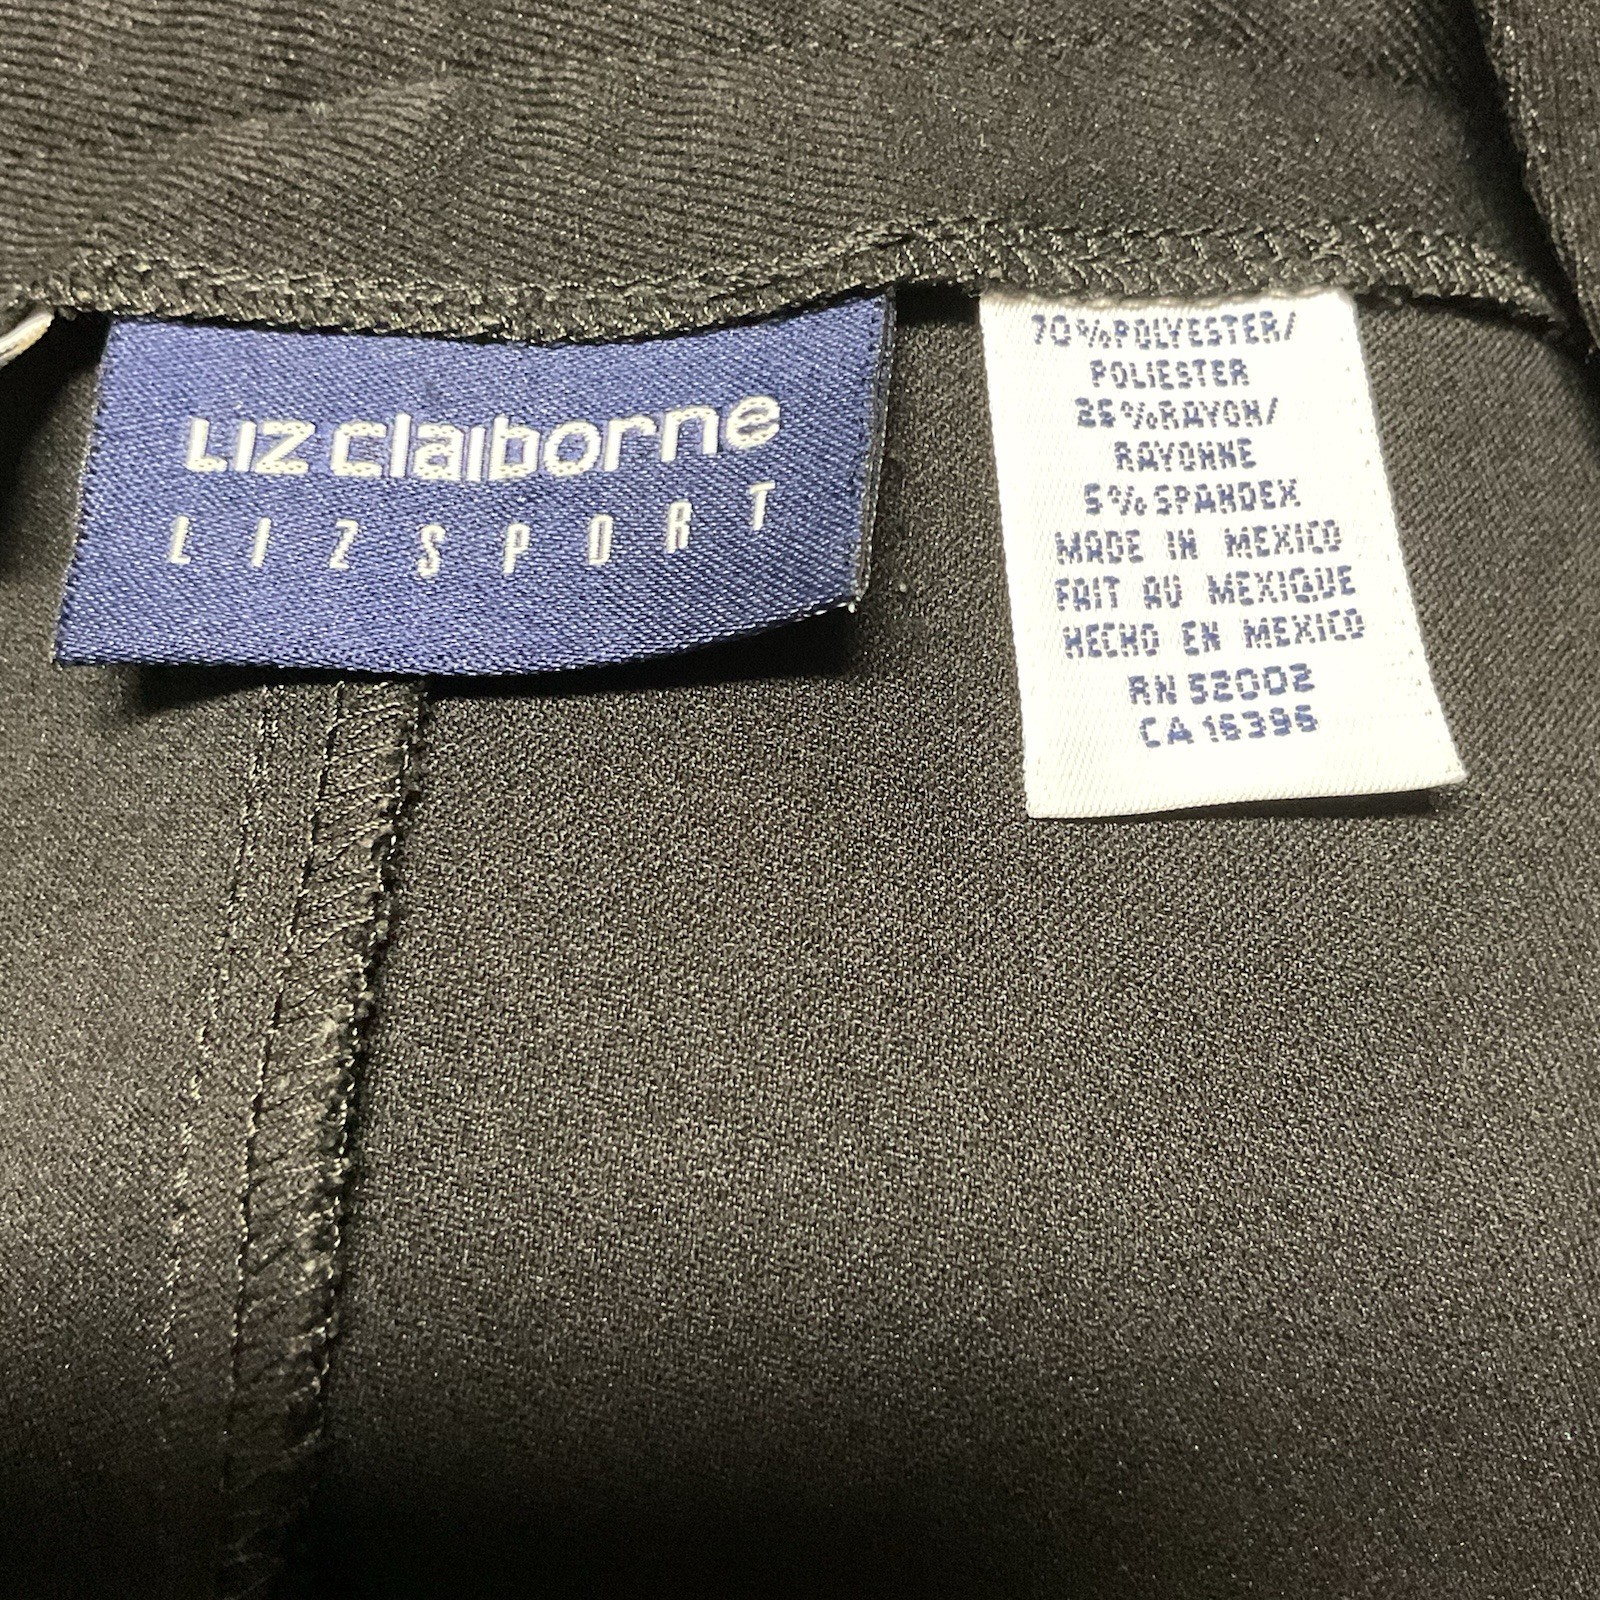 Liz claiborne
LIZSPORT
70%POLYESTER/
POLIESTER
25%RAYON/
RAYONNE
5%SPANDEX
MADE IN MEXICO
FAIT AU MEXIQUE
HECHO EN MEXICO
RN 52002
CA 16396